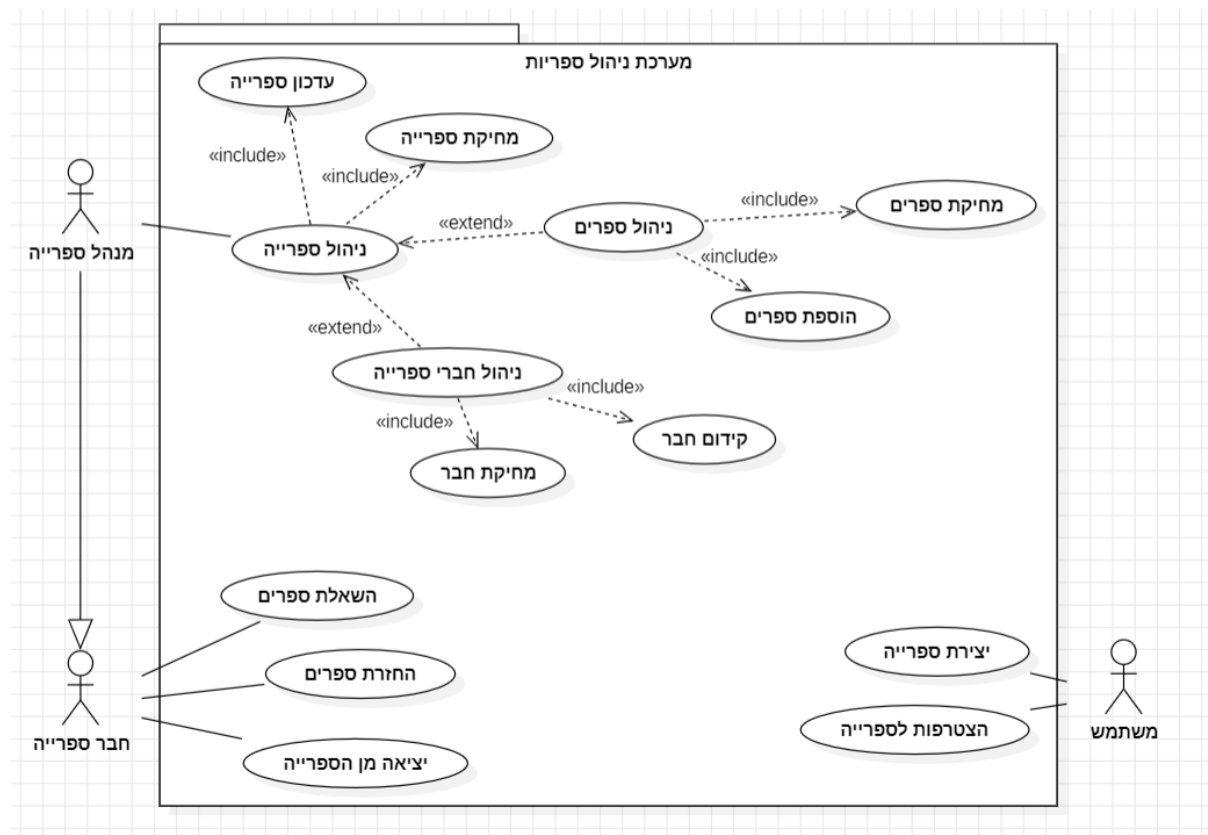 מערכת ניהול ספריות
עדכון ספרייה
מחיקת ספרייה
«include»
«include»
מנהל ספרייה
ניהול ספרייה
«extend»
ניהול ספרים
«include»
מחיקת ספרים
«include»
הוספת ספרים
«extend»
ניהול חברי ספרייה
«include»
קידום חבר
«include»
מחיקת חבר
השאלת ספרים
החזרת ספרים
יציאה מן הספרייה
חבר ספרייה
יצירת ספרייה
הצטרפות לספרייה
משתמש